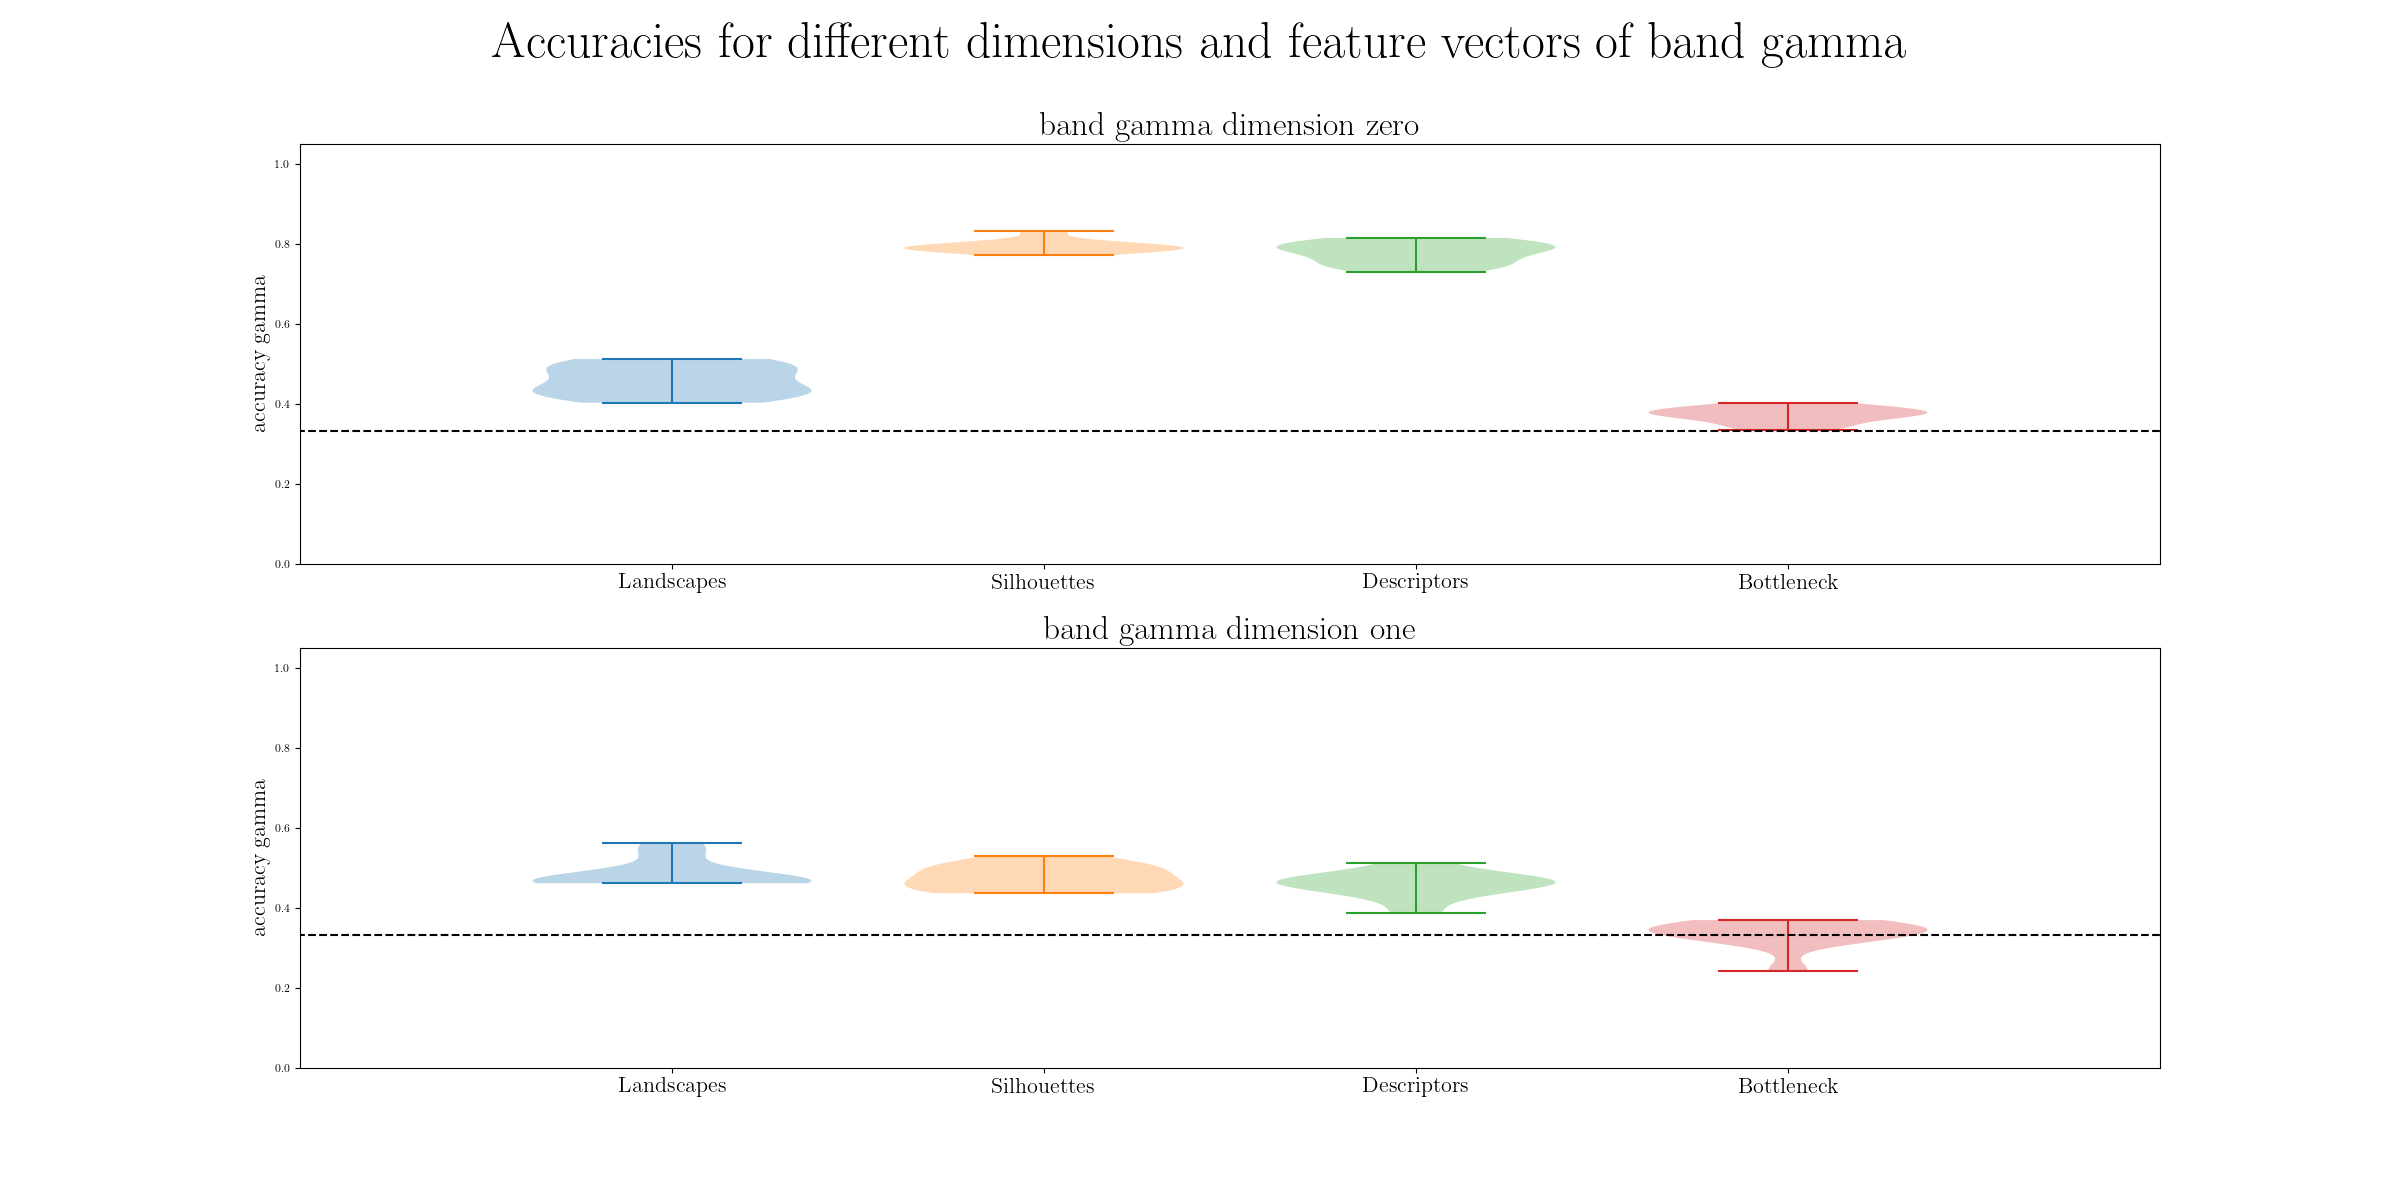 Accuracies for different dimensions and feature vectors of band gamma
band gamma dimension zero
1.0
0.8
0.6
0.4
0.2
0.0
accuracy gamma
Landscapes Silhouettes Descriptors Bottleneck
band gamma dimension one
1.0
0.8
0.6
0.4
0.2
0.0
accuracy gamma
Landscapes Silhouettes Descriptors Bottleneck